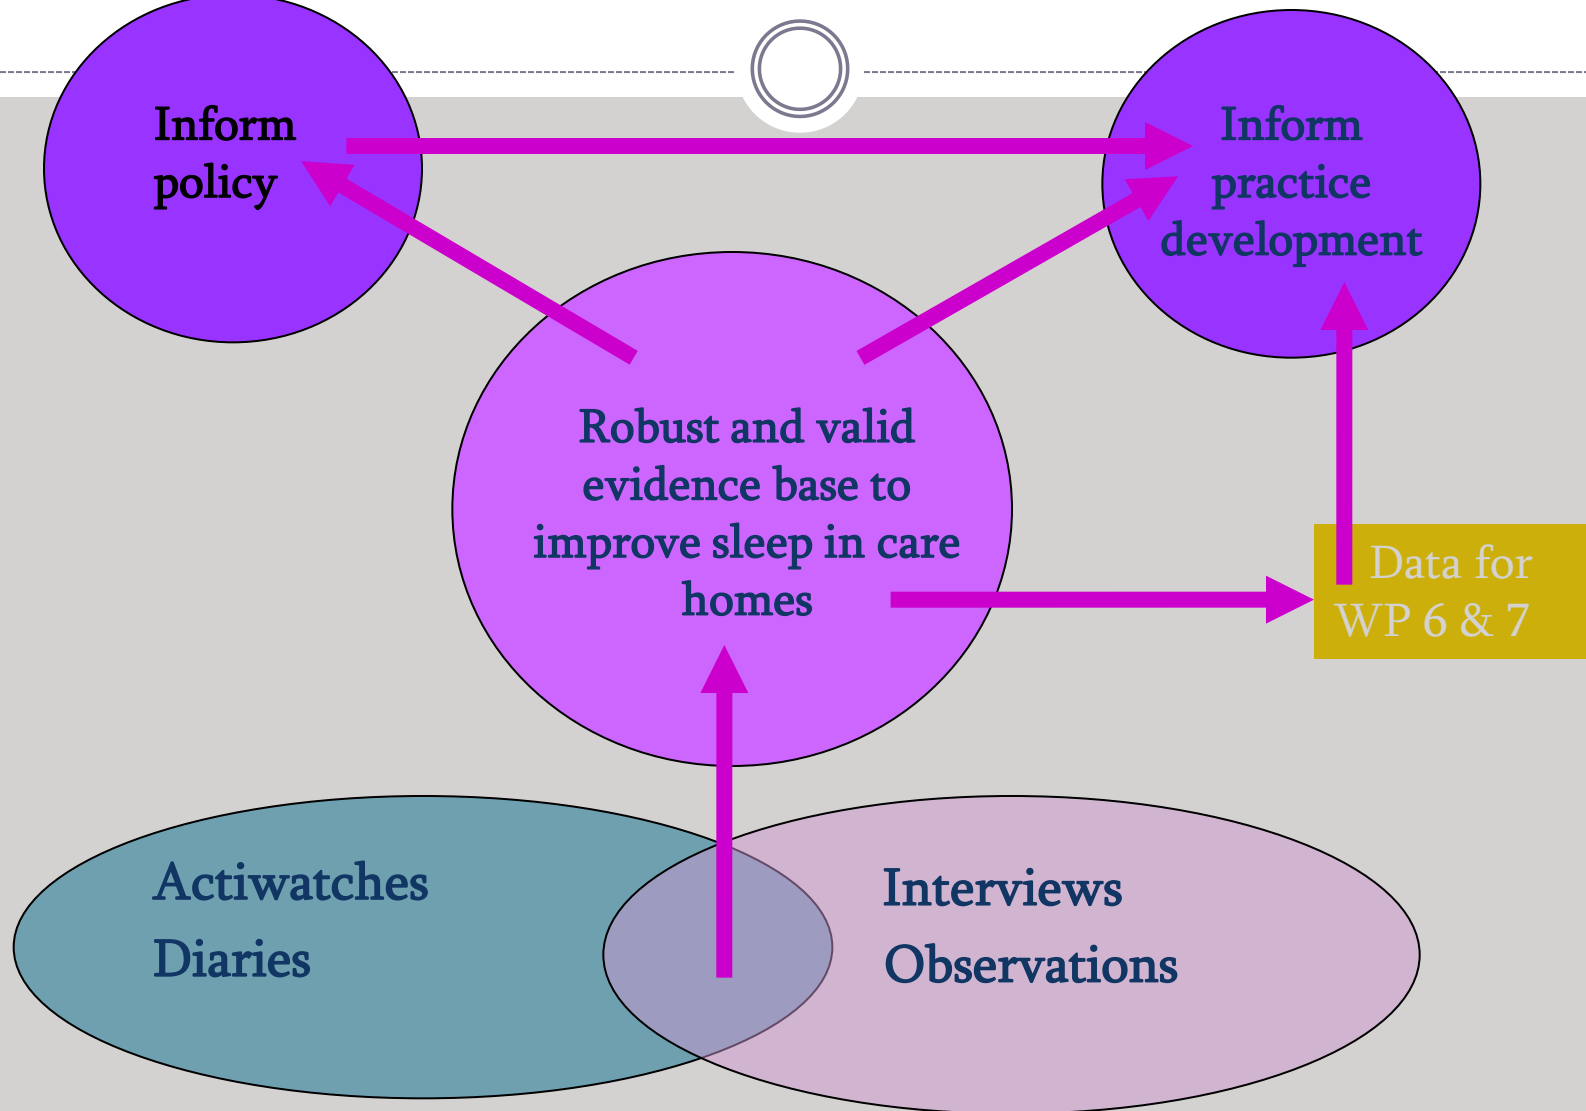 Inform
policy
Inform
practice
development
Robust and valid
evidence base to
improve sleep in care
homes
Data for
WP 6 & 7
Actiwatches
Diaries
Interviews
Observations